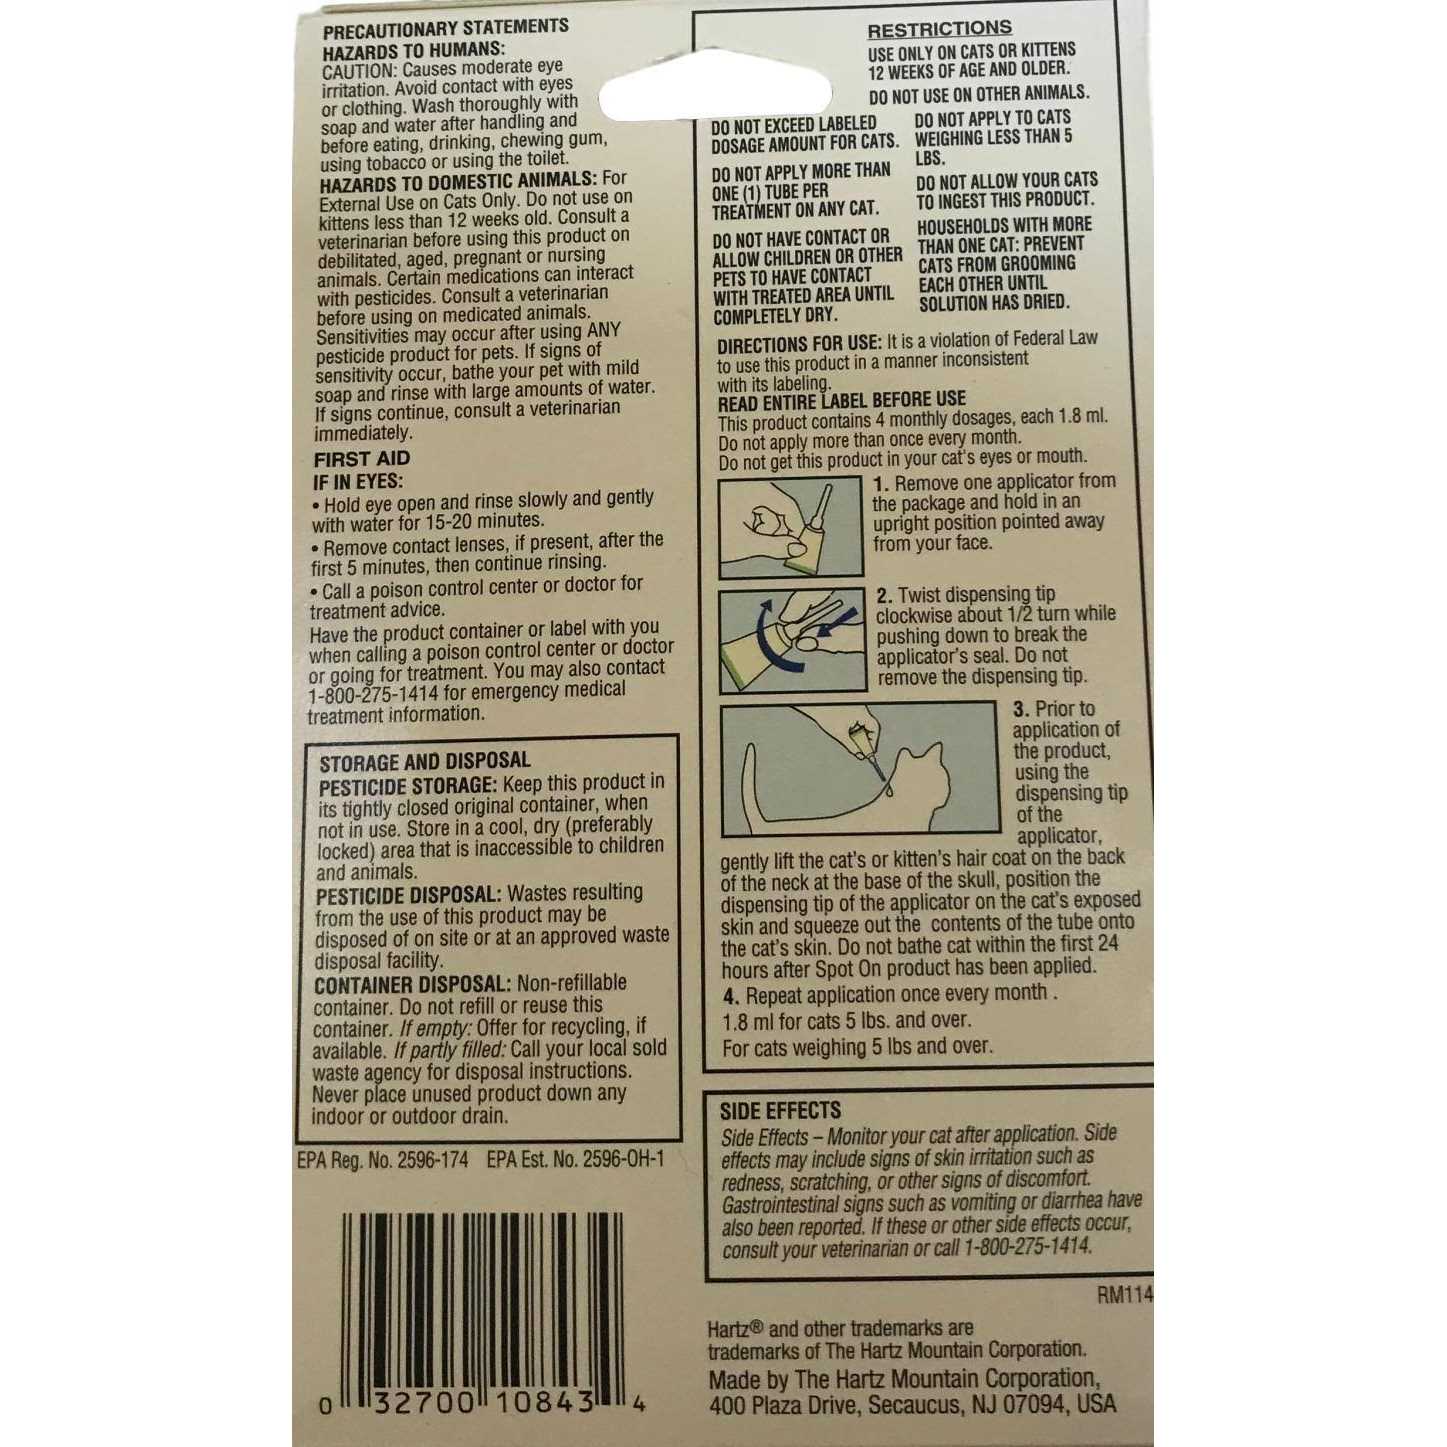 PRECAUTIONARY STATEMENTS
HAZARDS TO HUMANS:
CAUTION: Causes moderate eye
irritation. Avoid contact with eyes
or clothing. Wash thoroughly with
soap and water after handling and
before eating, drinking, chewing gum,
using tobacco or using the toilet.
HAZARDS TO DOMESTIC ANIMALS: For
External Use on Cats Only. Do not use on
kittens less than 12 weeks old. Consult a
veterinarian before using this product on
debilitated, aged, pregnant or nursing
animals. Certain medications can interact
with pesticides. Consult a veterinarian
before using on medicated animals.
Sensitivities may occur after using ANY
pesticide product for pets. If signs of
sensitivity occur, bathe your pet with mild
soap and rinse with large amounts of water.
If signs continue, consult a veterinarian
immediately.
FIRST AID
IF IN EYES:
• Hold eye open and rinse slowly and gently
with water for 15-20 minutes.
• Remove contact lenses, if present, after the
first 5 minutes, then continue rinsing.
• Call a poison control center or doctor for
treatment advice.
Have the product container or label with you
when calling a poison control center or doctor
or going for treatment. You may also contact
1-800-275-1414 for emergency medical
treatment information.
STORAGE AND DISPOSAL
PESTICIDE STORAGE: Keep this product in
its tightly closed original container, when
not in use. Store in a cool, dry (preferably
locked) area that is inaccessible to children
and animals.
PESTICIDE DISPOSAL: Wastes resulting
from the use of this product may be
disposed of on site or at an approved waste
disposal facility.
CONTAINER DISPOSAL: Non-refillable
container. Do not refill or reuse this
container. If empty: Offer for recycling, if
available. If partly filled: Call your local sold
waste agency for disposal instructions.
Never place unused product down any
indoor or outdoor drain.
EPA Reg. No. 2596-174 EPA Est. No. 2596-OH-1
0 32700 10843 4
RESTRICTIONS
USE ONLY ON CATS OR KITTENS
12 WEEKS OF AGE AND OLDER.
DO NOT USE ON OTHER ANIMALS.
DO NOT EXCEED LABELED
DOSAGE AMOUNT FOR CATS.
DO NOT APPLY MORE THAN
ONE (1) TUBE PER
TREATMENT ON ANY CAT.
DO NOT HAVE CONTACT OR
ALLOW CHILDREN OR OTHER
PETS TO HAVE CONTACT
WITH TREATED AREA UNTIL
COMPLETELY DRY.
DO NOT APPLY TO CATS
WEIGHING LESS THAN 5
LBS.
DO NOT ALLOW YOUR CATS
TO INGEST THIS PRODUCT.
HOUSEHOLDS WITH MORE
THAN ONE CAT: PREVENT
CATS FROM GROOMING
EACH OTHER UNTIL
SOLUTION HAS DRIED.
DIRECTIONS FOR USE: It is a violation of Federal Law
to use this product in a manner inconsistent
with its labeling.
READ ENTIRE LABEL BEFORE USE
This product contains 4 monthly dosages, each 1.8 ml.
Do not apply more than once every month.
Do not get this product in your cat's eyes or mouth.
1. Remove one applicator from
the package and hold in an
upright position pointed away
from your face.
2. Twist dispensing tip
clockwise about 1/2 turn while
pushing down to break the
applicator's seal. Do not
remove the dispensing tip.
3. Prior to
application of
the product,
using the
dispensing tip
of the
applicator,
gently lift the cat's or kitten's hair coat on the back
of the neck at the base of the skull, position the
dispensing tip of the applicator on the cat's exposed
skin and squeeze out the contents of the tube onto
the cat's skin. Do not bathe cat within the first 24
hours after Spot On product has been applied.
4. Repeat application once every month .
1.8 ml for cats 5 lbs. and over.
For cats weighing 5 lbs and over.
SIDE EFFECTS
Side Effects – Monitor your cat after application. Side
effects may include signs of skin irritation such as
redness, scratching, or other signs of discomfort.
Gastrointestinal signs such as vomiting or diarrhea have
also been reported. If these or other side effects occur,
consult your veterinarian or call 1-800-275-1414.
RM114
Hartz® and other trademarks are
trademarks of The Hartz Mountain Corporation.
Made by The Hartz Mountain Corporation,
400 Plaza Drive, Secaucus, NJ 07094, USA